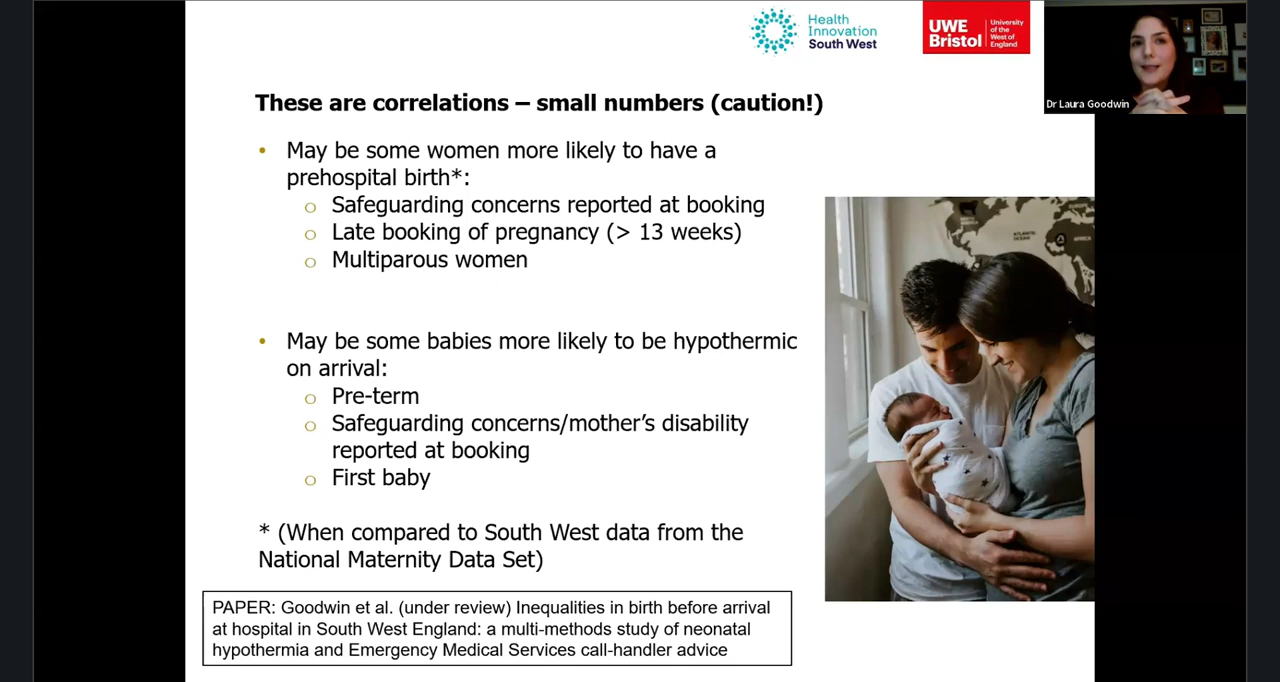 Health
Innovation
South West
UWE
Bristol
University
of the
West of
England
Dr Laura Goodwin
These are correlations – small numbers (caution!)
• May be some women more likely to have a
prehospital birth*:
o Safeguarding concerns reported at booking
o Late booking of pregnancy (> 13 weeks)
o Multiparous women
• May be some babies more likely to be hypothermic
on arrival:
o Pre-term
o Safeguarding concerns/mother’s disability
reported at booking
o First baby
* (When compared to South West data from the
National Maternity Data Set)
PAPER: Goodwin et al. (under review) Inequalities in birth before arrival
at hospital in South West England: a multi-methods study of neonatal
hypothermia and Emergency Medical Services call-handler advice
ATLANTIC
OCEAN
AFRICA